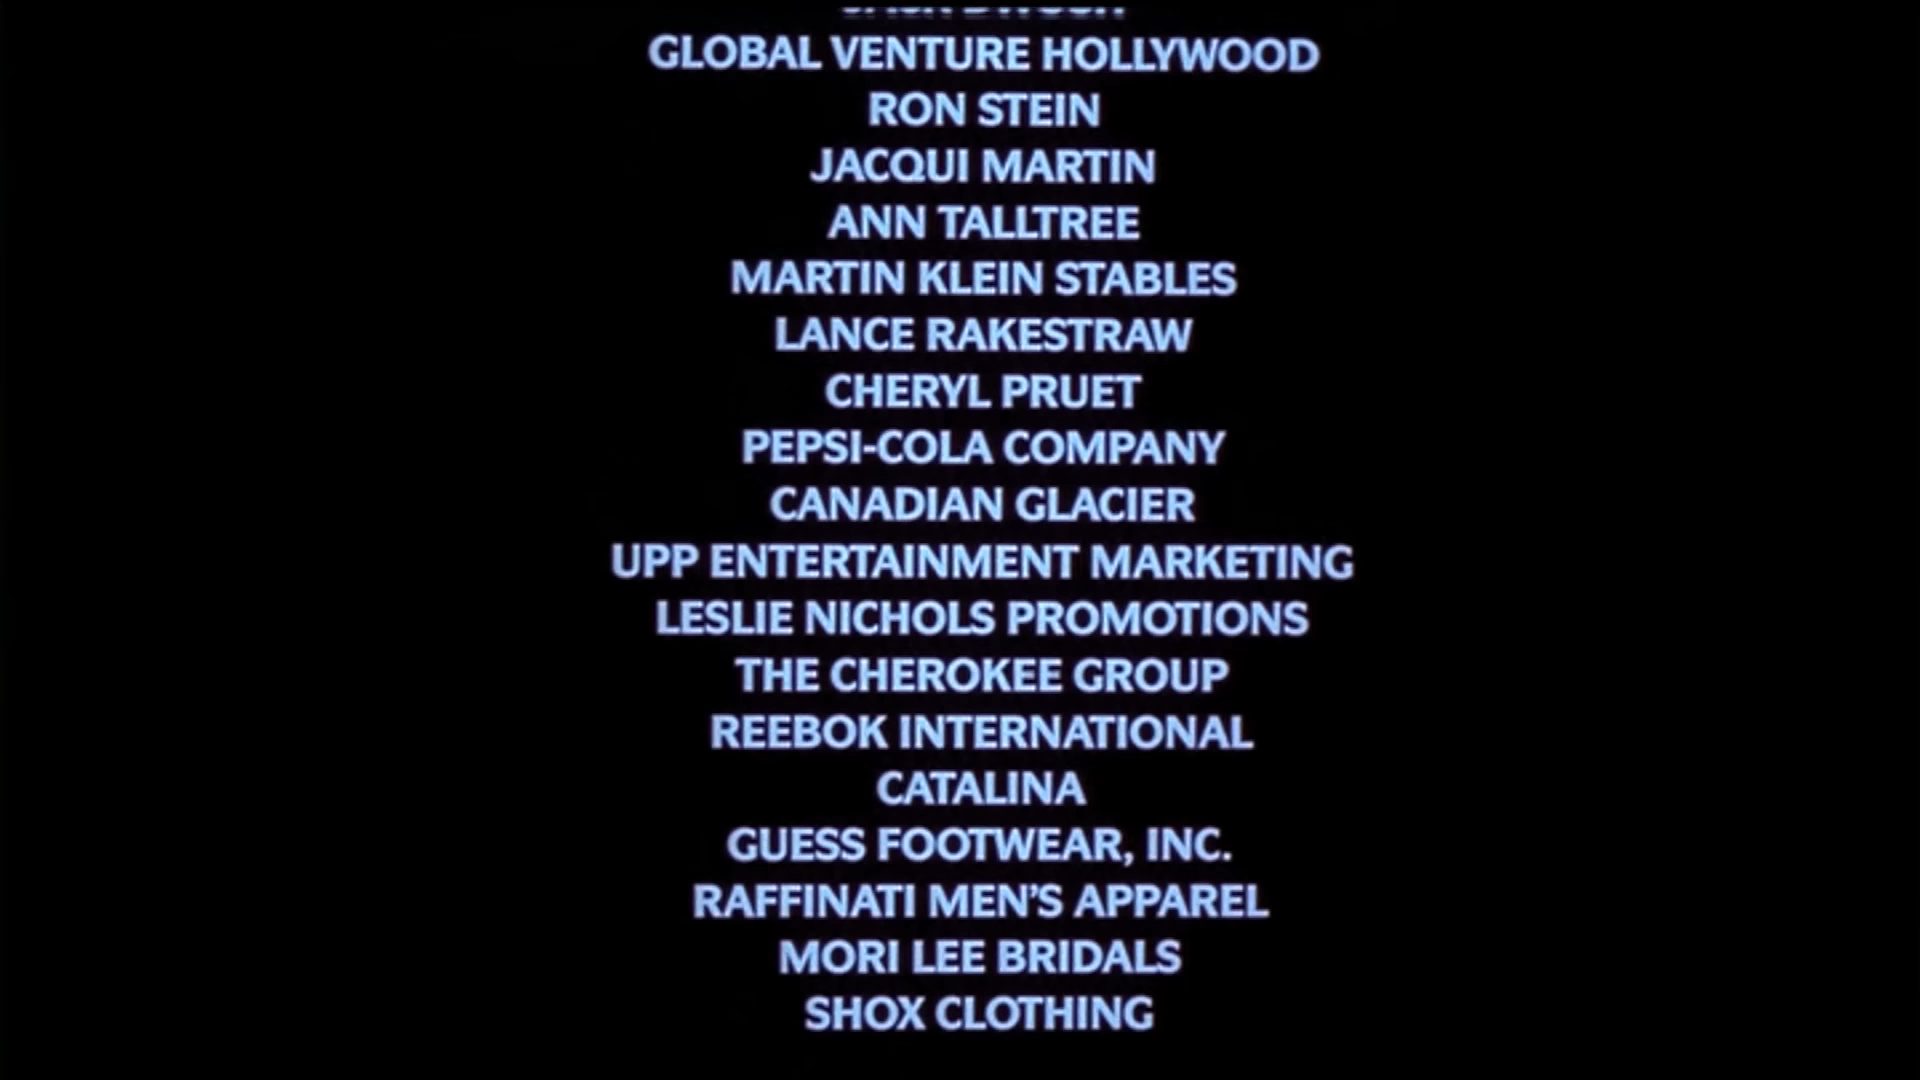 GLOBAL VENTURE HOLLYWOOD
RON STEIN
JACQUI MARTIN
ANN TALLTREE
MARTIN KLEIN STABLES
LANCE RAKESTRAW
CHERYL PRUET
PEPSI-COLA COMPANY
CANADIAN GLACIER
UPP ENTERTAINMENT MARKETING
LESLIE NICHOLS PROMOTIONS
THE CHEROKEE GROUP
REEBOK INTERNATIONAL
CATALINA
GUESS FOOTWEAR, INC.
RAFFINATI MEN'S APPAREL
MORI LEE BRIDALS
SHOX CLOTHING